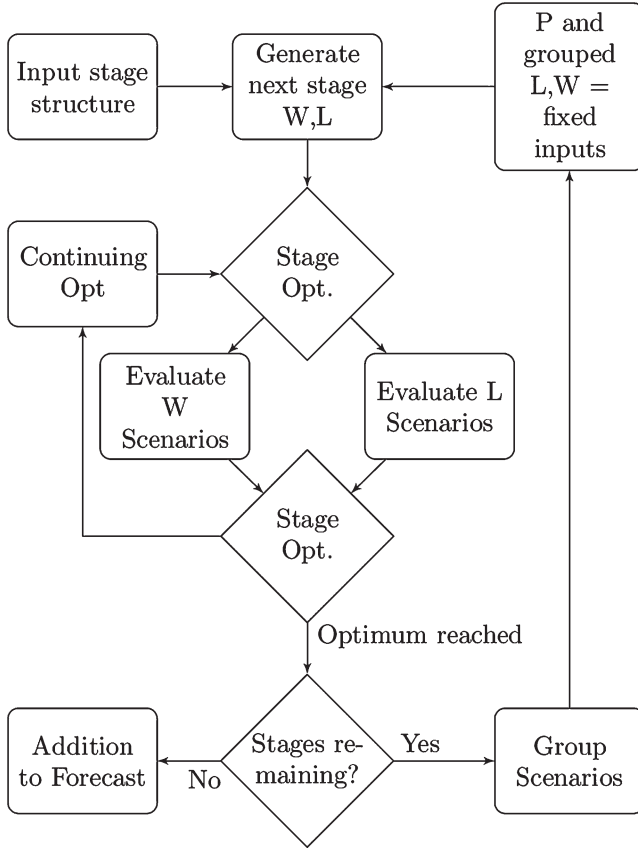 Input stage
structure
Generate
next stage
W,L
P and
grouped
L,W =
fixed
inputs
Continuing
Opt
Stage
Opt.
Evaluate
W
Scenarios
Evaluate L
Scenarios
Stage
Opt.
Optimum reached
Addition
to Forecast
No
Stages re-
maining?
Yes
Group
Scenarios